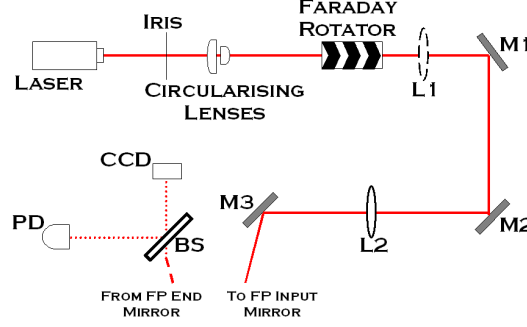 FARADAY
ROTATOR
IRIS
M1
LASER
CIRCULARISING
LENSES
L1
CCD
M3
PD
BS
L2
M2
FROM FP END
MIRROR
TO FP INPUT
MIRROR